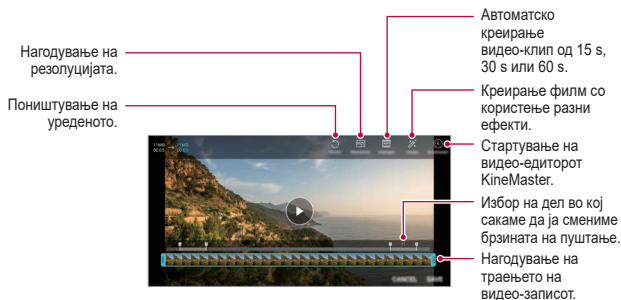 Нагодување на
резолуцијата.
Поништување на
уреденото.
Автоматско
креирање
видео-клип од 15 s,
30 s или 60 s.
Креирање филм со
користење разни
ефекти.
Стартување на
видео-едиторот
KineMaster.
Избор на дел во кој
сакаме да ја смениме
брзината на пуштање.
Нагодување на
траењето на
видео-записот.
CANCEL SAVE